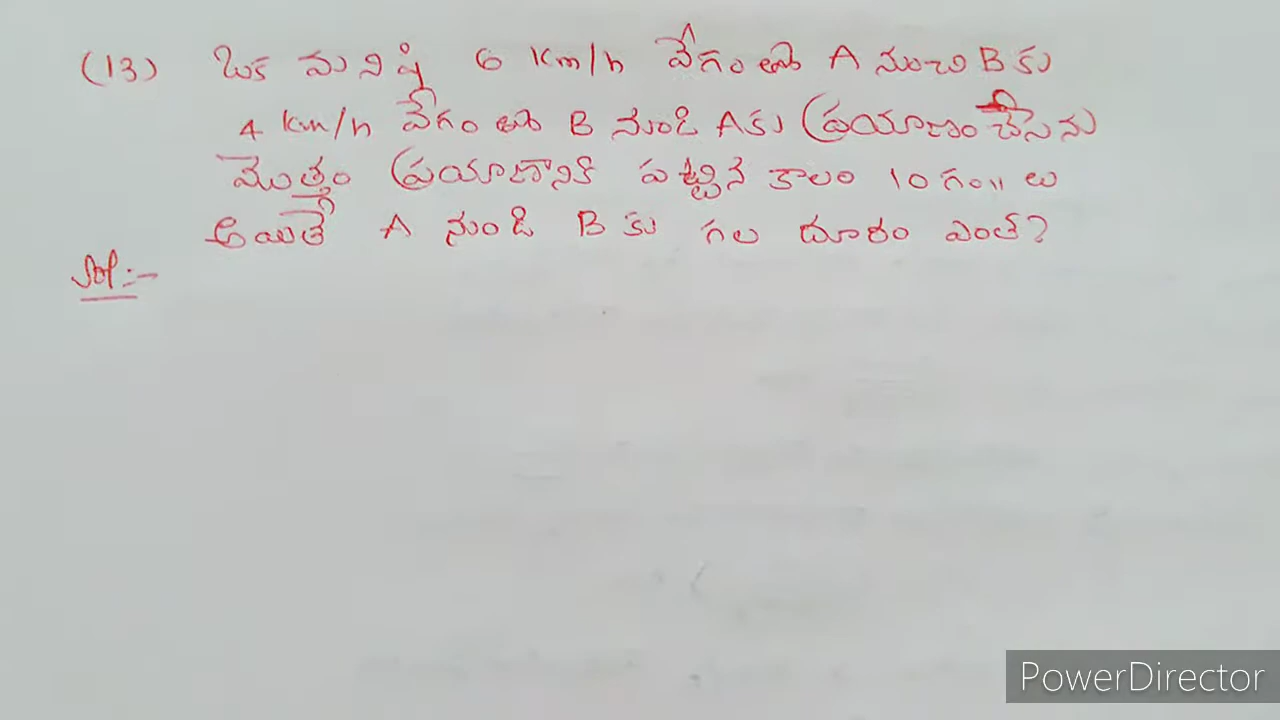 (13) ఒక మనిషి 6 Km/h వేగంతో A నుంచి B కు
4 km/h వేగంతో B నుండి A కు ప్రయాణం చేసెను
మొత్తం ప్రయాణానికి పట్టిన కాలం 10 గం॥ లు
అయితే A నుండి B కు గల దూరం ఎంత?
Sol:-
PowerDirector